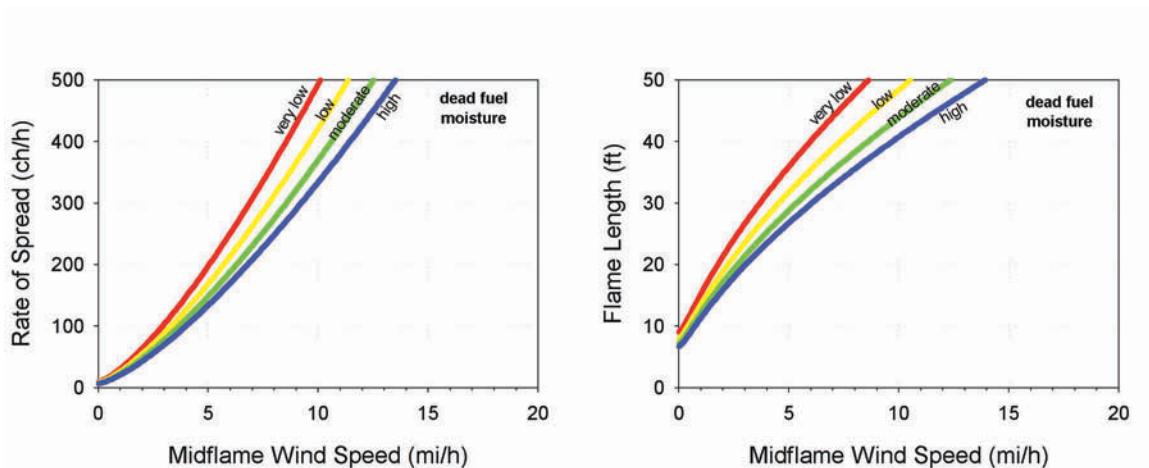 500
400
300
200
100
0
Rate of Spread (ch/h)
very low
low
moderate
high
dead fuel
moisture
0
5
10
15
20
Midflame Wind Speed (mi/h)
50
40
30
20
10
0
Flame Length (ft)
very low
low
moderate
high
dead fuel
moisture
0
5
10
15
20
Midflame Wind Speed (mi/h)